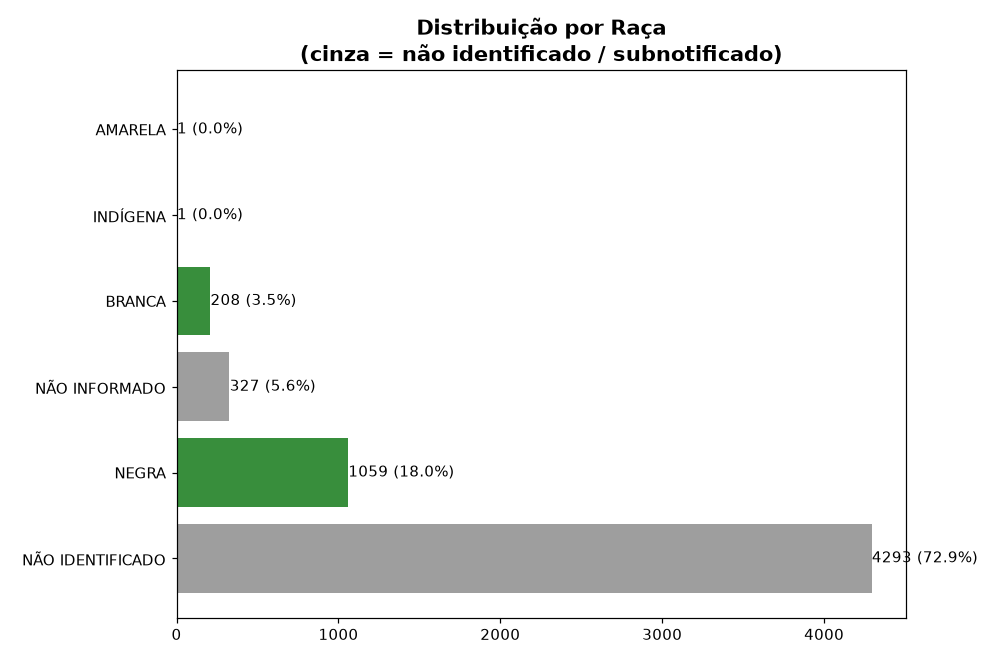 Distribuição por Raça
(cinza = não identificado / subnotificado)
AMARELA 1 (0.0%)
INDÍGENA 1 (0.0%)
BRANCA 208 (3.5%)
NÃO INFORMADO 327 (5.6%)
NEGRA 1059 (18.0%)
NÃO IDENTIFICADO 4293 (72.9%)
0 1000 2000 3000 4000